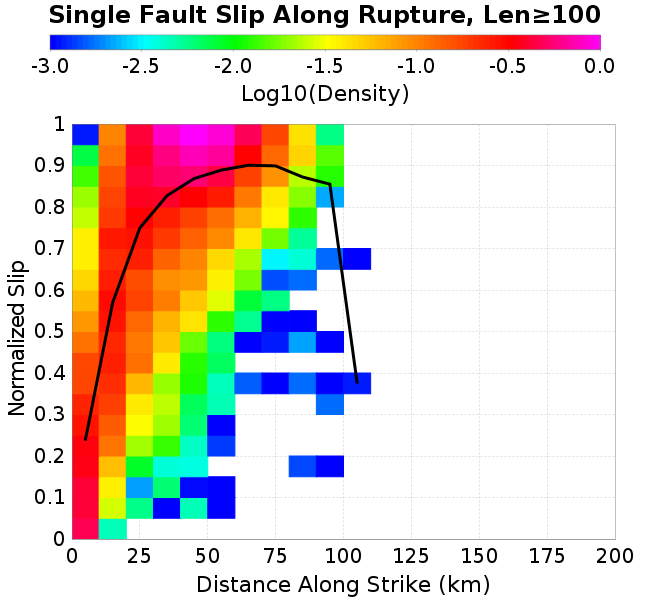 Single Fault Slip Along Rupture, Len≥100
-3.0 -2.5 -2.0 -1.5 -1.0 -0.5 0.0
Log10(Density)
1
0.9
0.8
0.7
0.6
0.5
0.4
0.3
0.2
0.1
0
Normalized Slip
0 25 50 75 100 125 150 175 200
Distance Along Strike (km)